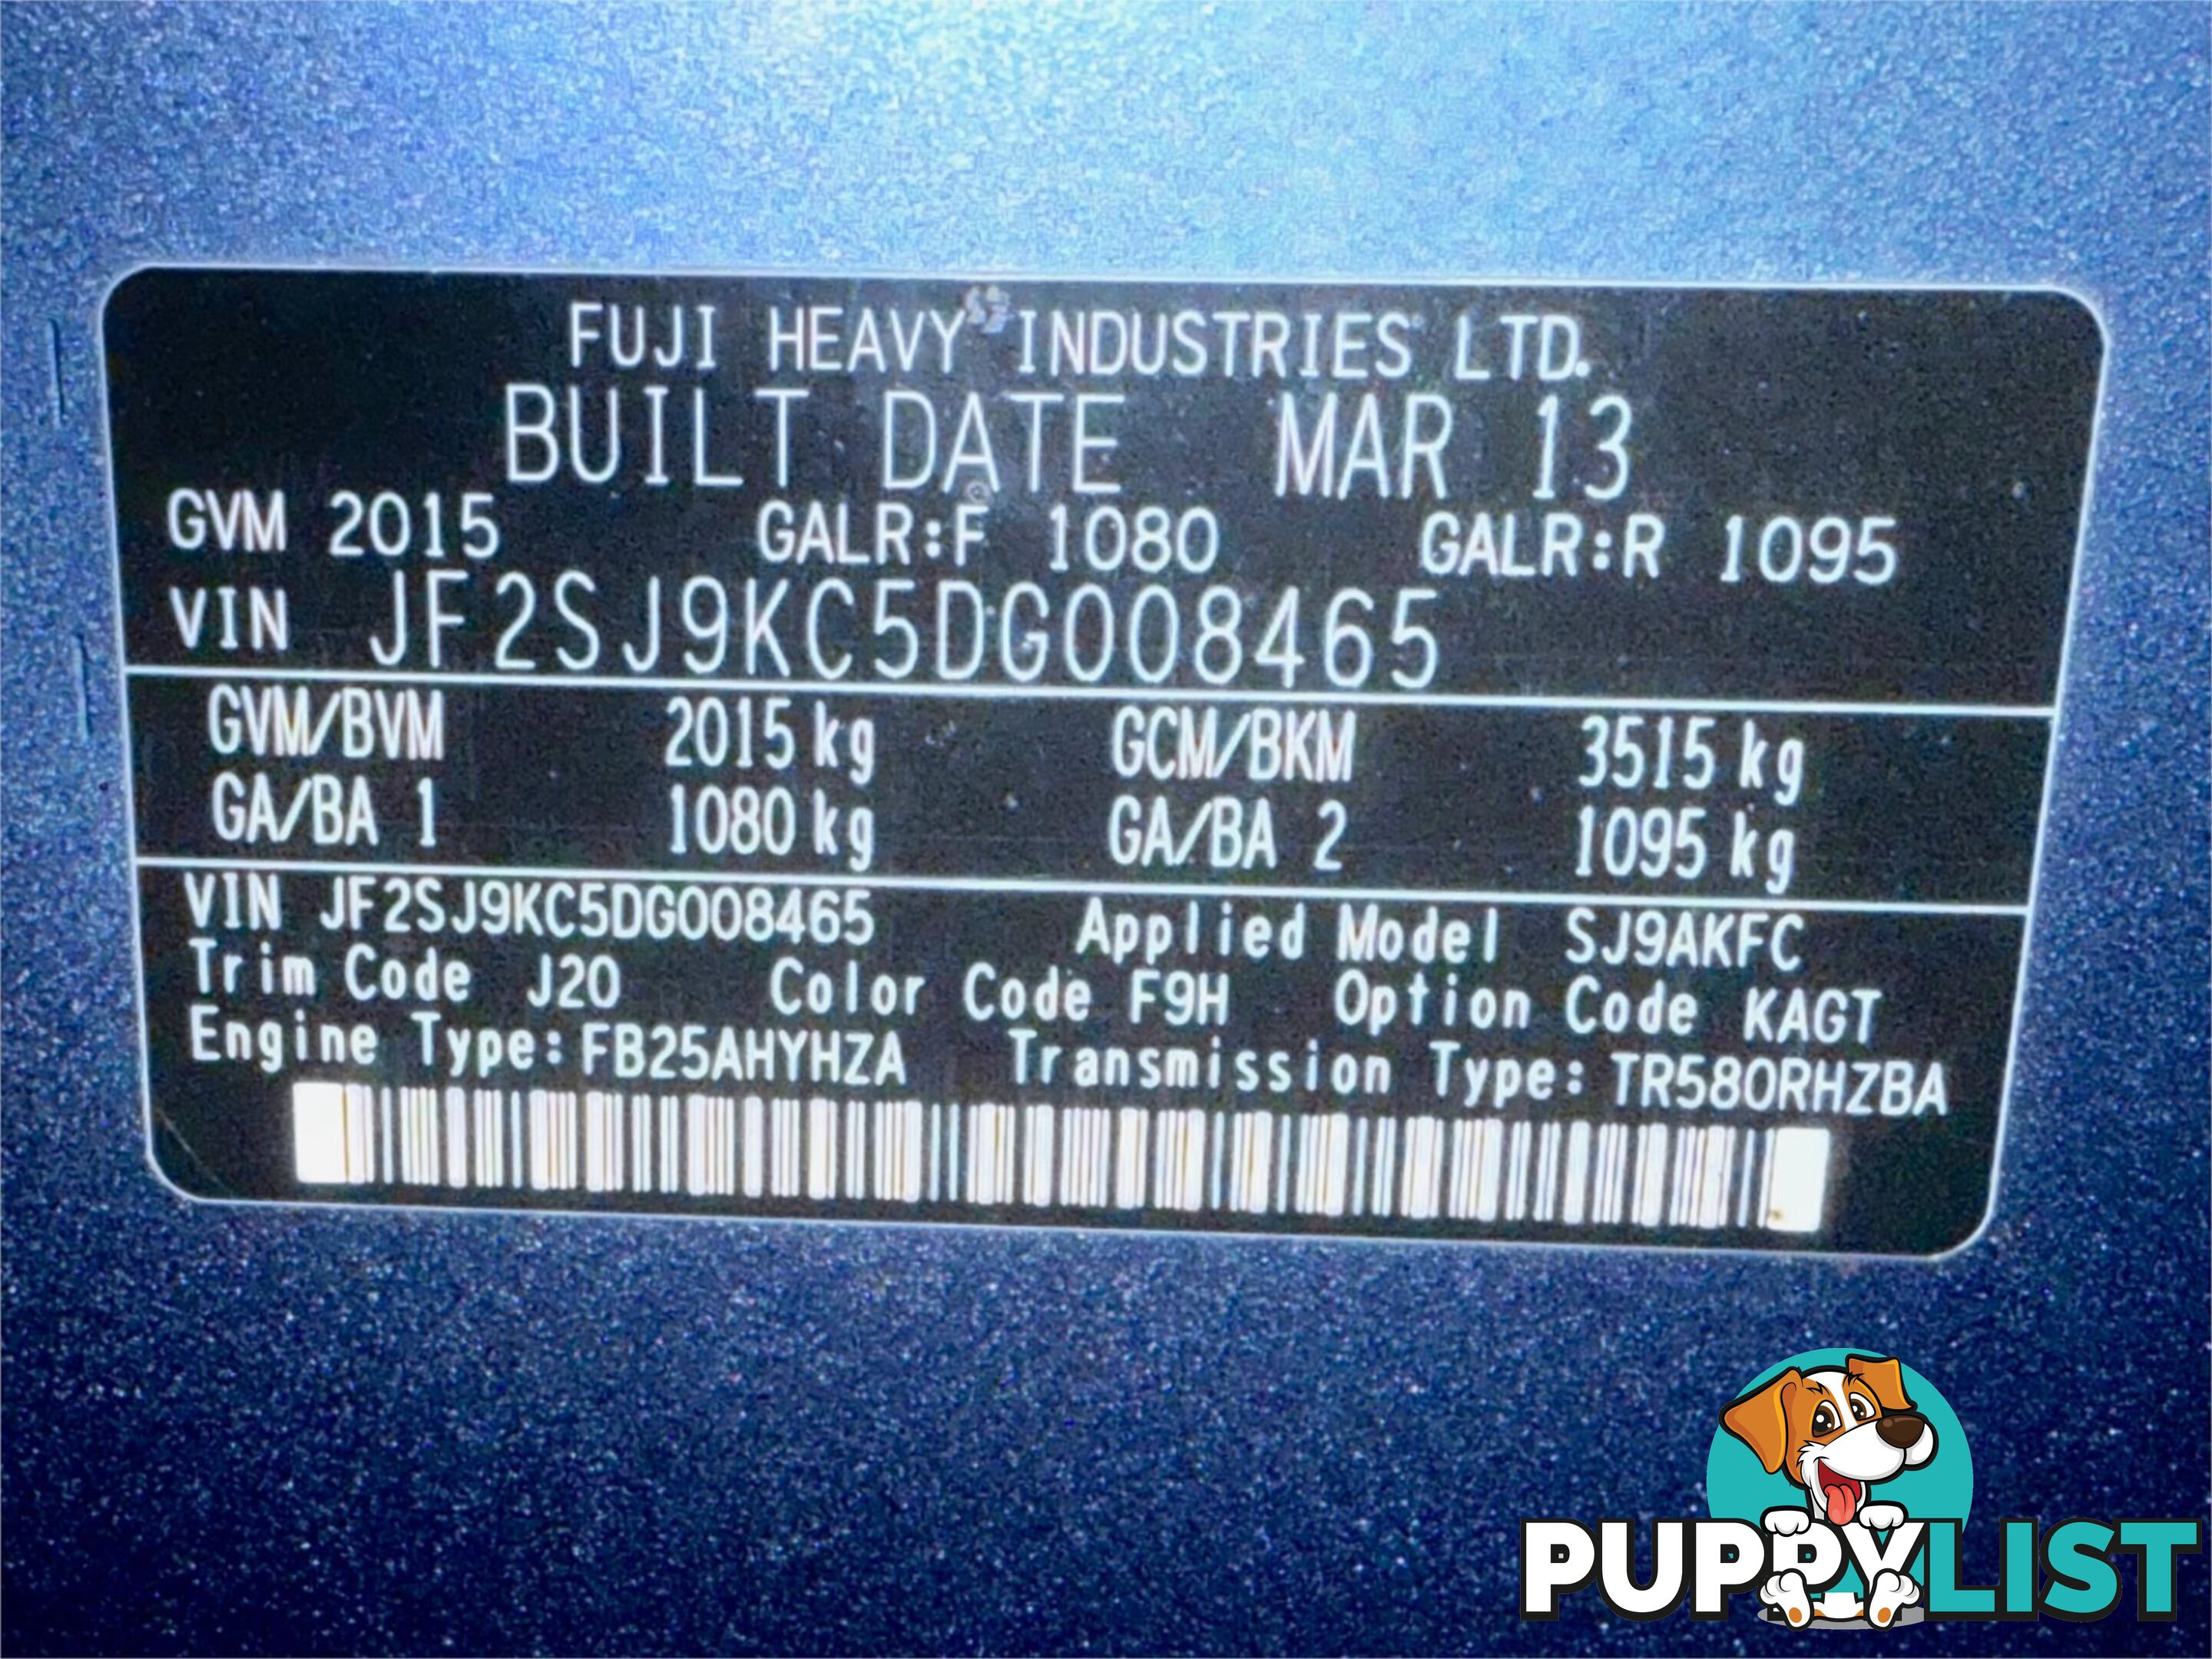 FUJI HEAVY INDUSTRIES LTD.
BUILT DATE MAR 13
GVM 2015 GALR:F 1080 GALR:R 1095
VIN JF2SJ9KC5DG008465
GVM/BVM 2015 kg GCM/BKM 3515 kg
GA/BA 1 1080 kg GA/BA 2 1095 kg
VIN JF2SJ9KC5DG008465 Applied Model SJ9AKFC
Trim Code J20 Color Code F9H Option Code KAGT
Engine Type: FB25AHYHZA Transmission Type: TR580RHZBA
PUPPYLIST